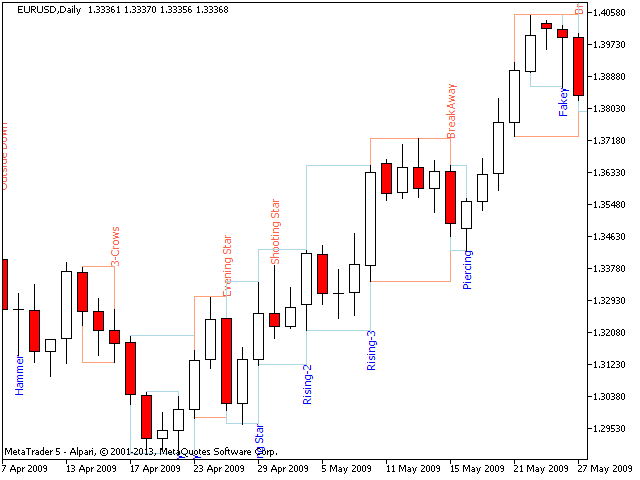 EURUSD,Daily 1.33361 1.33370 1.33356 1.33368
1.40580
1.39730
1.38880
1.38030
1.37180
1.36330
1.35480
1.34630
1.33780
1.32930
1.32080
1.31230
1.30380
1.29530
Outside Down
3-Crows
Evening Star
Shooting Star
BreakAway
Br
Hammer
ng Star
Rising-2
Rising-3
Piercing
Fakey
MetaTrader 5 - Alpari, © 2001-2013, MetaQuotes Software Corp.
7 Apr 2009 13 Apr 2009 17 Apr 2009 23 Apr 2009 29 Apr 2009 5 May 2009 11 May 2009 15 May 2009 21 May 2009 27 May 2009